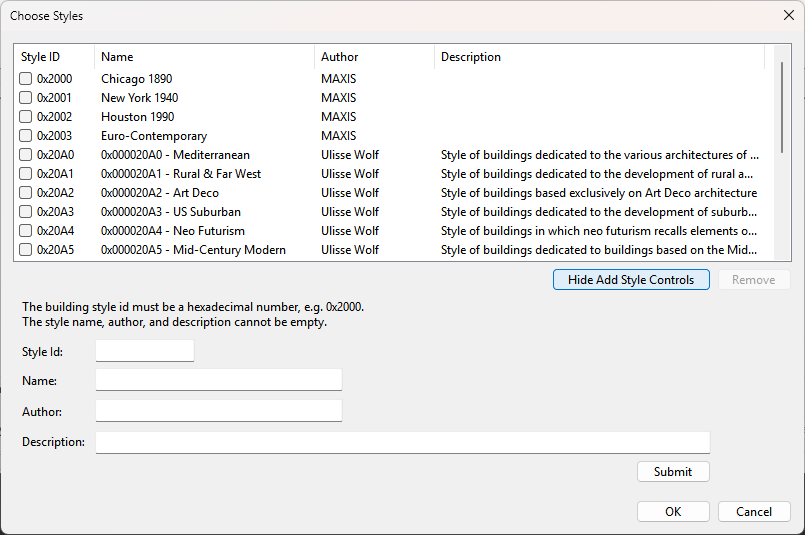 Choose Styles
Style ID Name Author Description
0x2000 Chicago 1890 MAXIS
0x2001 New York 1940 MAXIS
0x2002 Houston 1990 MAXIS
0x2003 Euro-Contemporary MAXIS
0x20A0 0x000020A0 - Mediterranean Ulisse Wolf Style of buildings dedicated to the various architectures of ...
0x20A1 0x000020A1 - Rural & Far West Ulisse Wolf Style of buildings dedicated to the development of rural a...
0x20A2 0x000020A2 - Art Deco Ulisse Wolf Style of buildings based exclusively on Art Deco architecture
0x20A3 0x000020A3 - US Suburban Ulisse Wolf Style of buildings dedicated to the development of suburb...
0x20A4 0x000020A4 - Neo Futurism Ulisse Wolf Style of buildings in which neo futurism recalls elements o...
0x20A5 0x000020A5 - Mid-Century Modern Ulisse Wolf Style of buildings dedicated to buildings based on the Mid...
Hide Add Style Controls Remove
The building style id must be a hexadecimal number, e.g. 0x2000.
The style name, author, and description cannot be empty.
Style Id:
Name:
Author:
Description:
Submit
OK Cancel